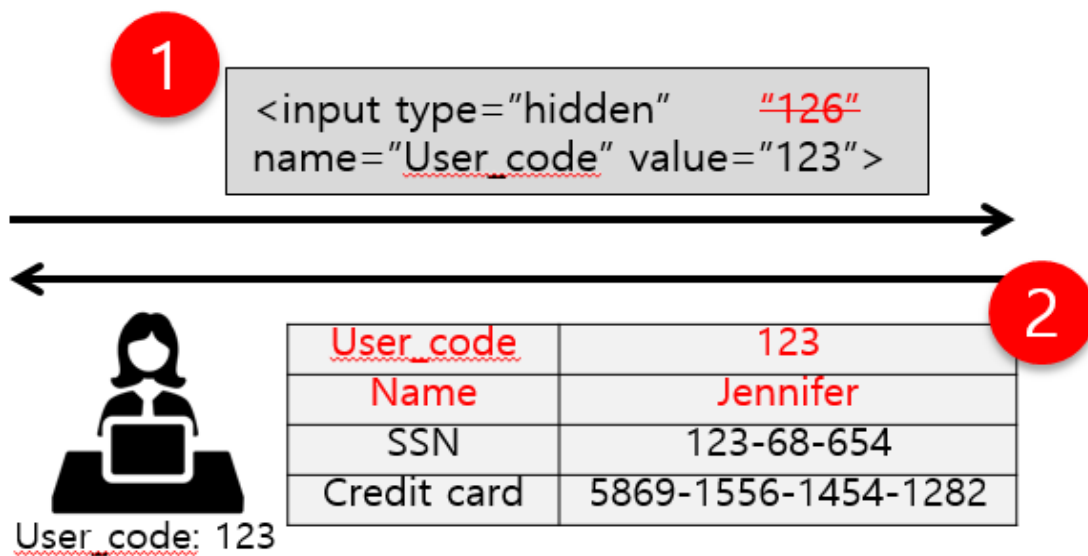 1
<input type="hidden" "126"
name="User_code" value="123">
2
User_code 123
Name Jennifer
SSN 123-68-654
Credit card 5869-1556-1454-1282
User_code: 123